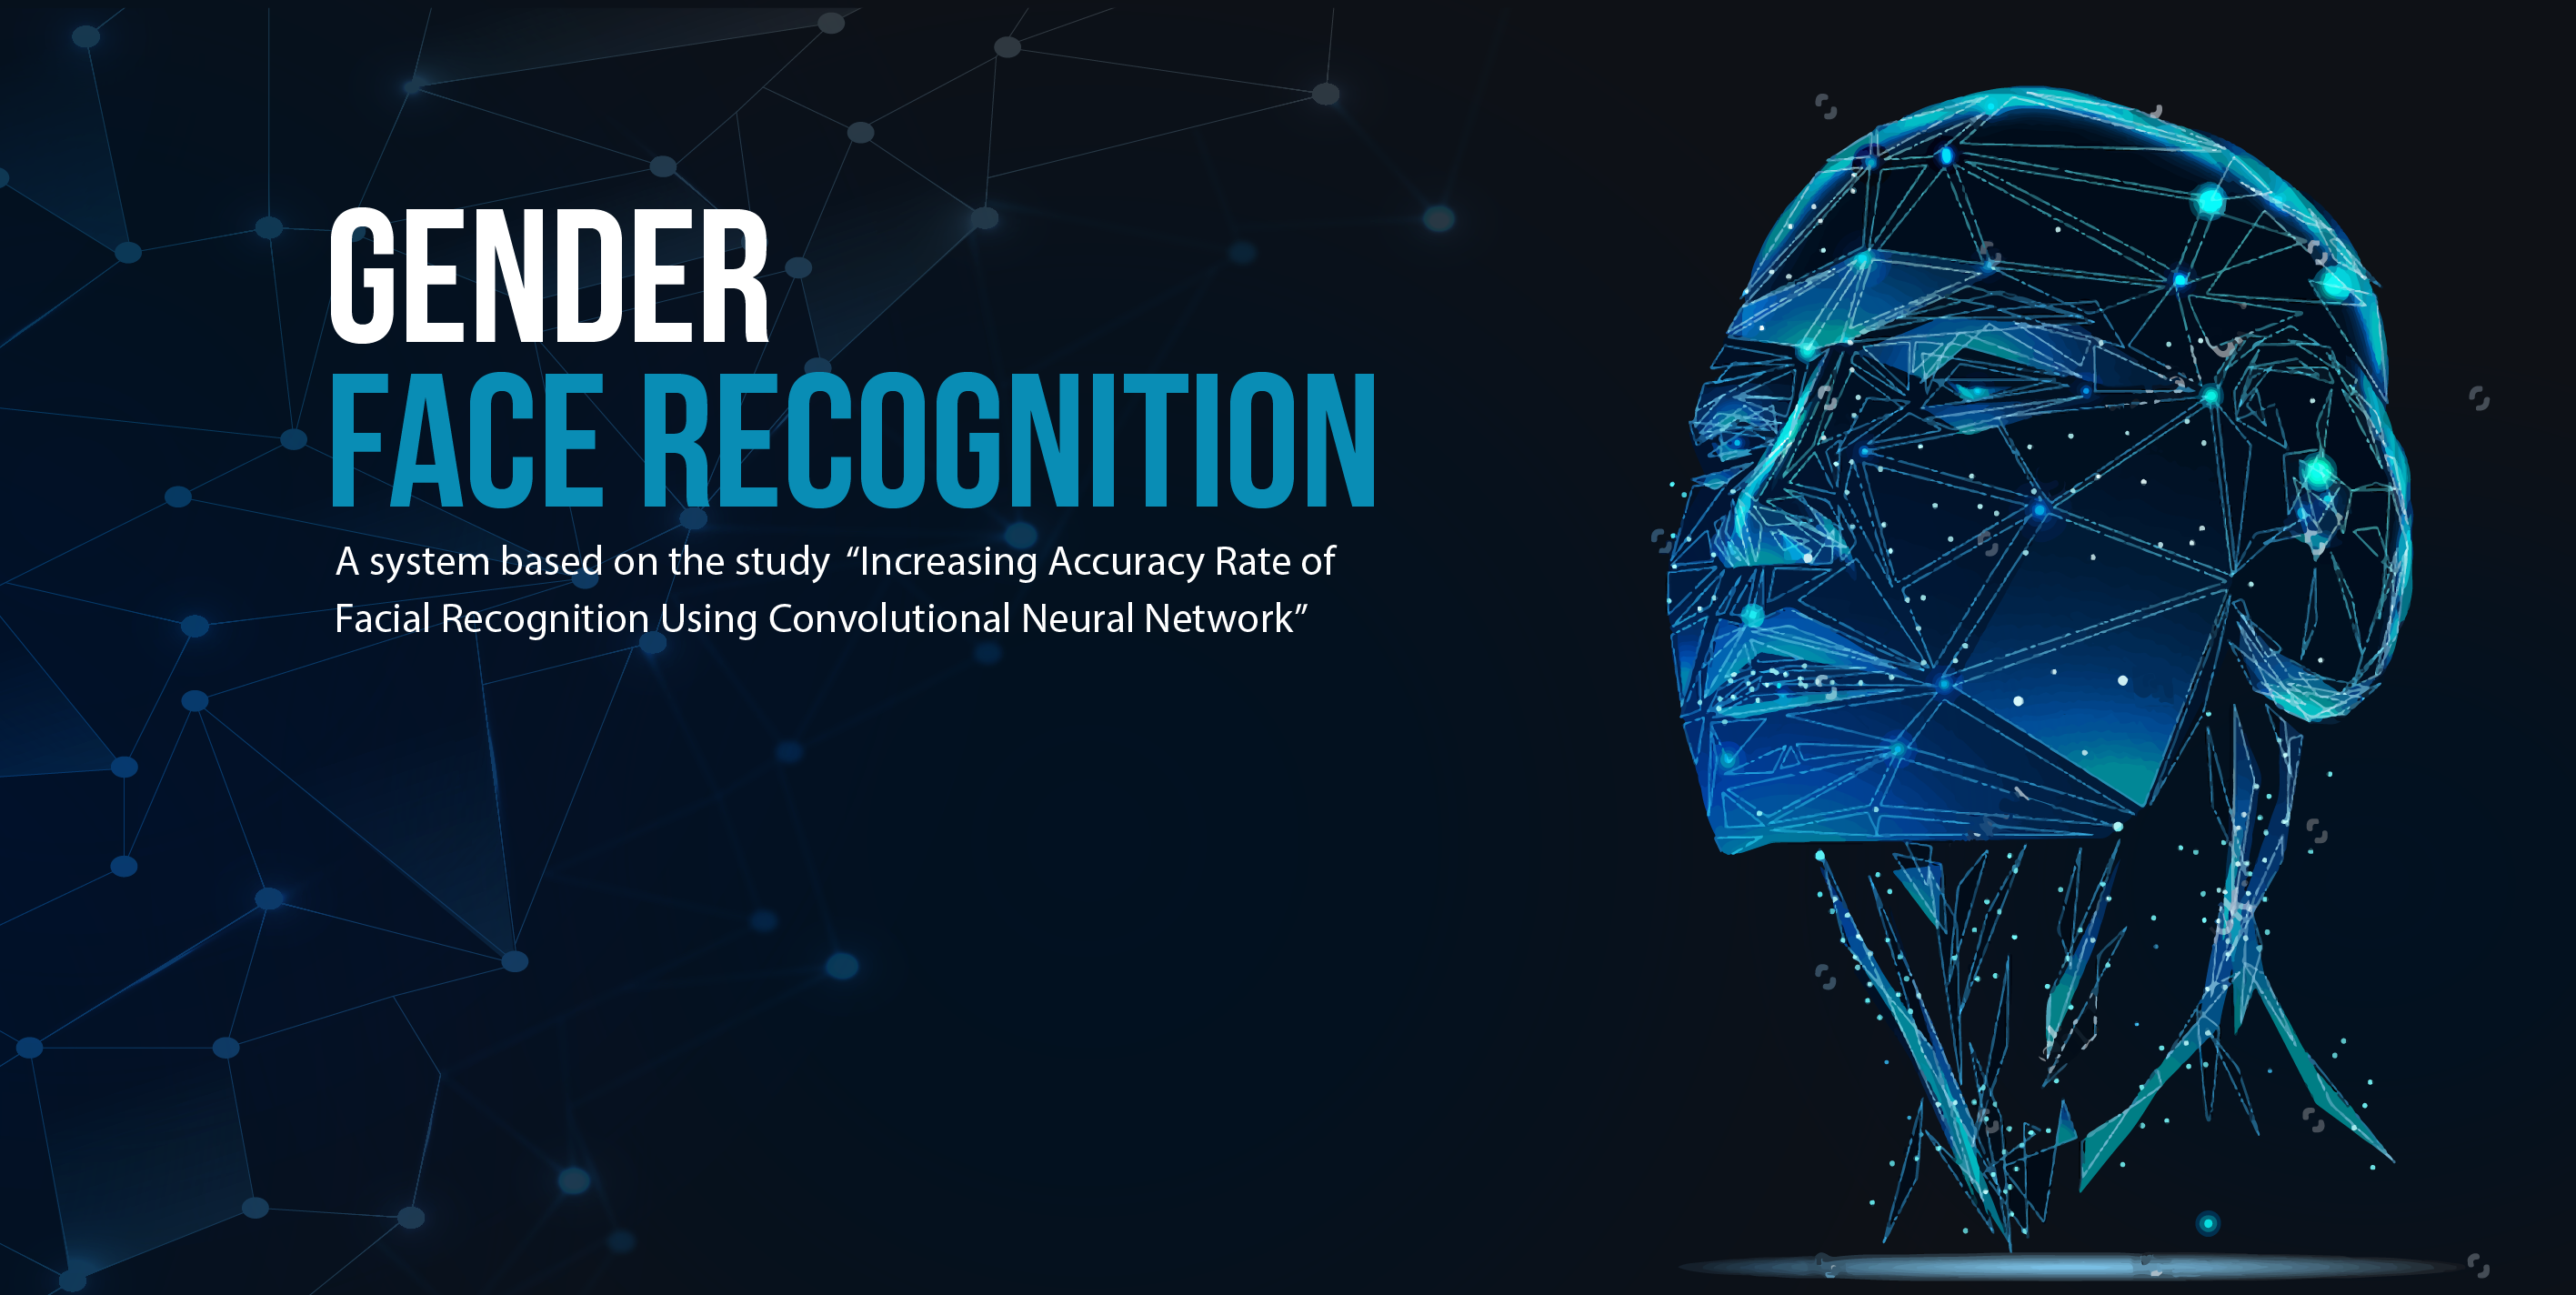 GENDER
FACE RECOGNITION
A system based on the study “Increasing Accuracy Rate of
Facial Recognition Using Convolutional Neural Network”